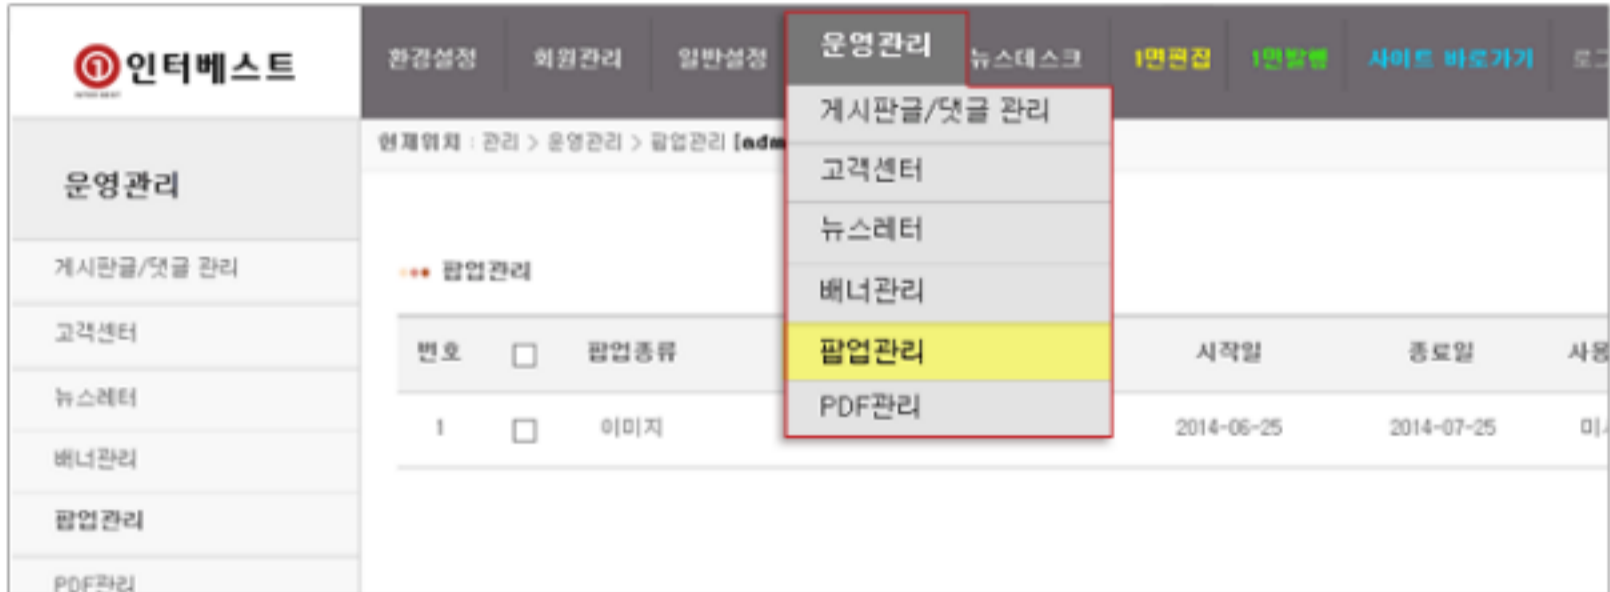 인터베스트
환경설정 회원관리 일반설정 운영관리 뉴스데스크 1면편집 1면발행 사이트 바로가기
현재위치 : 관리 > 운영관리 > 팝업관리 [adm
운영관리
게시판글/댓글 관리
고객센터
뉴스레터
배너관리
팝업관리
PDF관리
게시판글/댓글 관리
고객센터
뉴스레터
배너관리
팝업관리
PDF관리
팝업관리
번호 팝업종류 시작일 종료일 사용
1 이미지 2014-06-25 2014-07-25